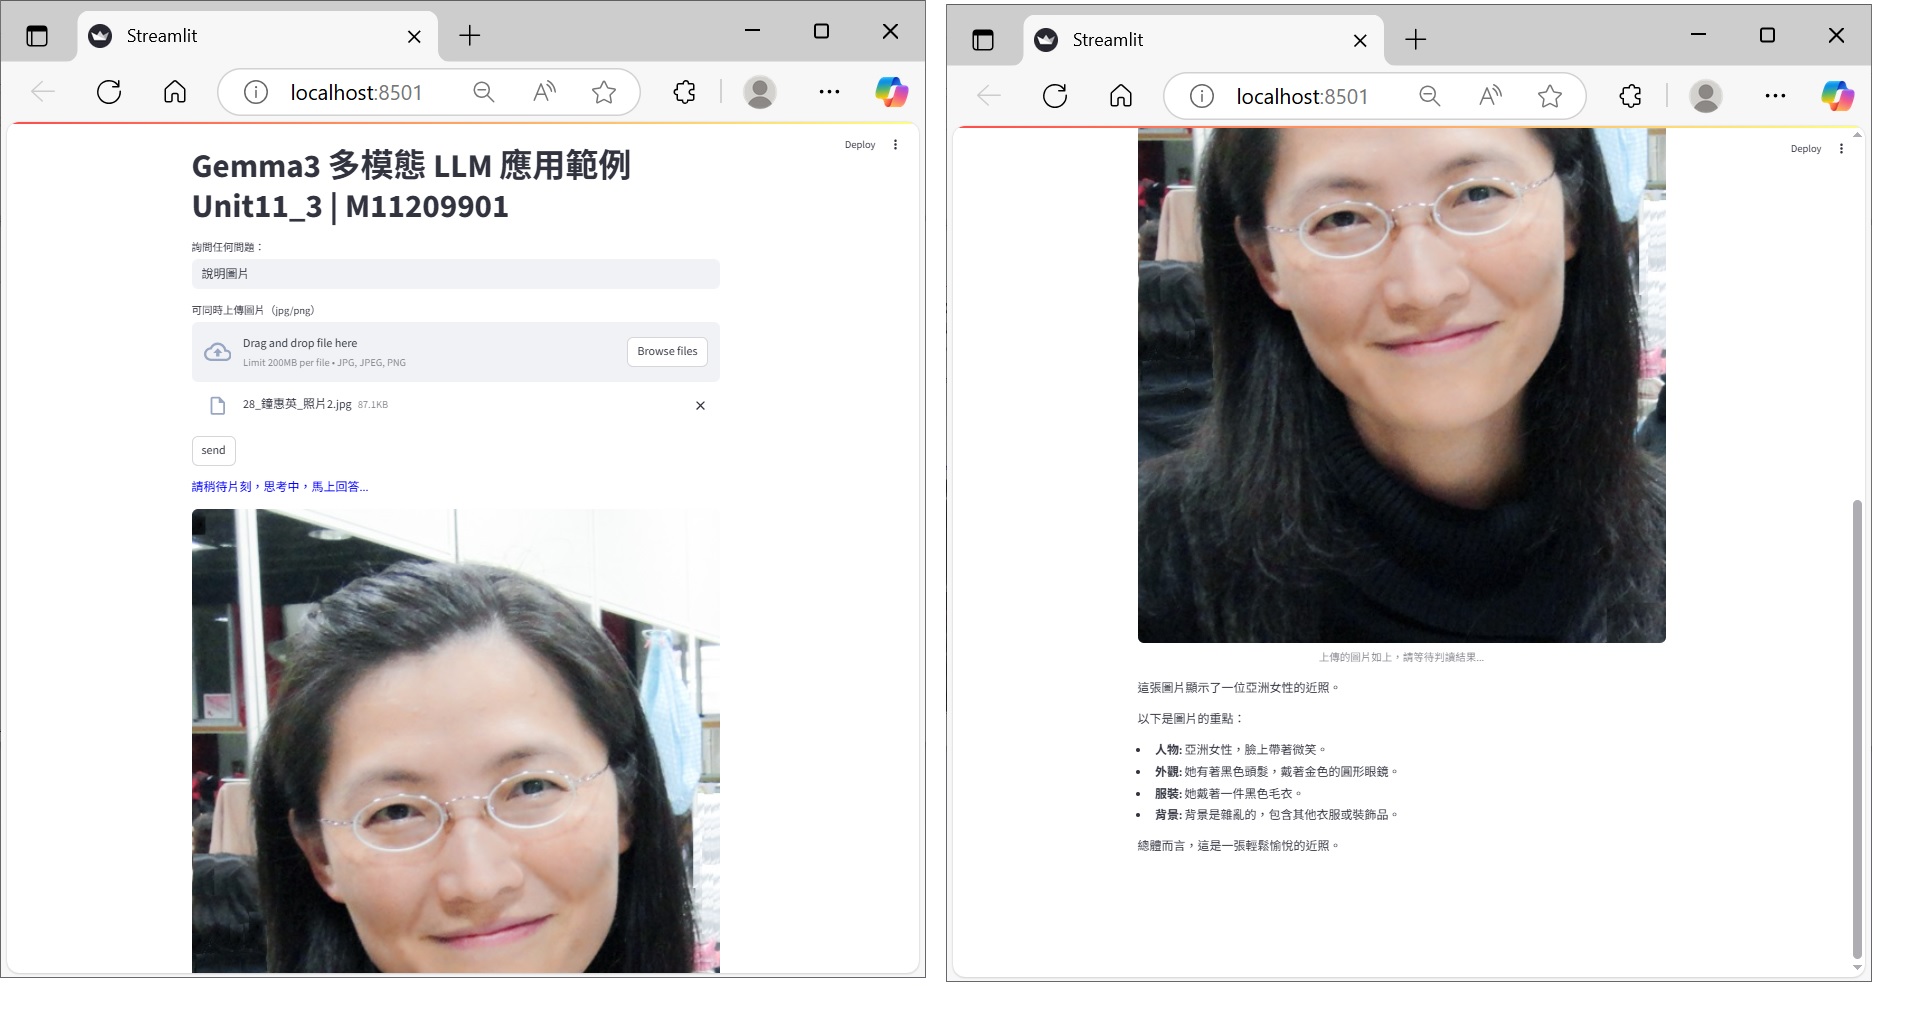 Streamlit
localhost:8501
Deploy
Gemma3 多模態 LLM 應用範例
Unit11_3 | M11209901
詢問任何問題：
說明圖片
可同時上傳圖片（jpg/png）
Drag and drop file here
Limit 200MB per file • JPG, JPEG, PNG
Browse files
28_鐘惠英_照片2.jpg 87.1KB
send
請稍待片刻，思考中，馬上回答...
Streamlit
localhost:8501
Deploy
上傳的圖片如上，請等待判讀結果...
這張圖片顯示了一位亞洲女性的近照。
以下是圖片的重點：
• 人物: 亞洲女性，臉上帶著微笑。
• 外觀: 她有著黑色頭髮，戴著金色的圓形眼鏡。
• 服裝: 她戴著一件黑色毛衣。
• 背景: 背景是雜亂的，包含其他衣服或裝飾品。
總體而言，這是一張輕鬆愉悅的近照。